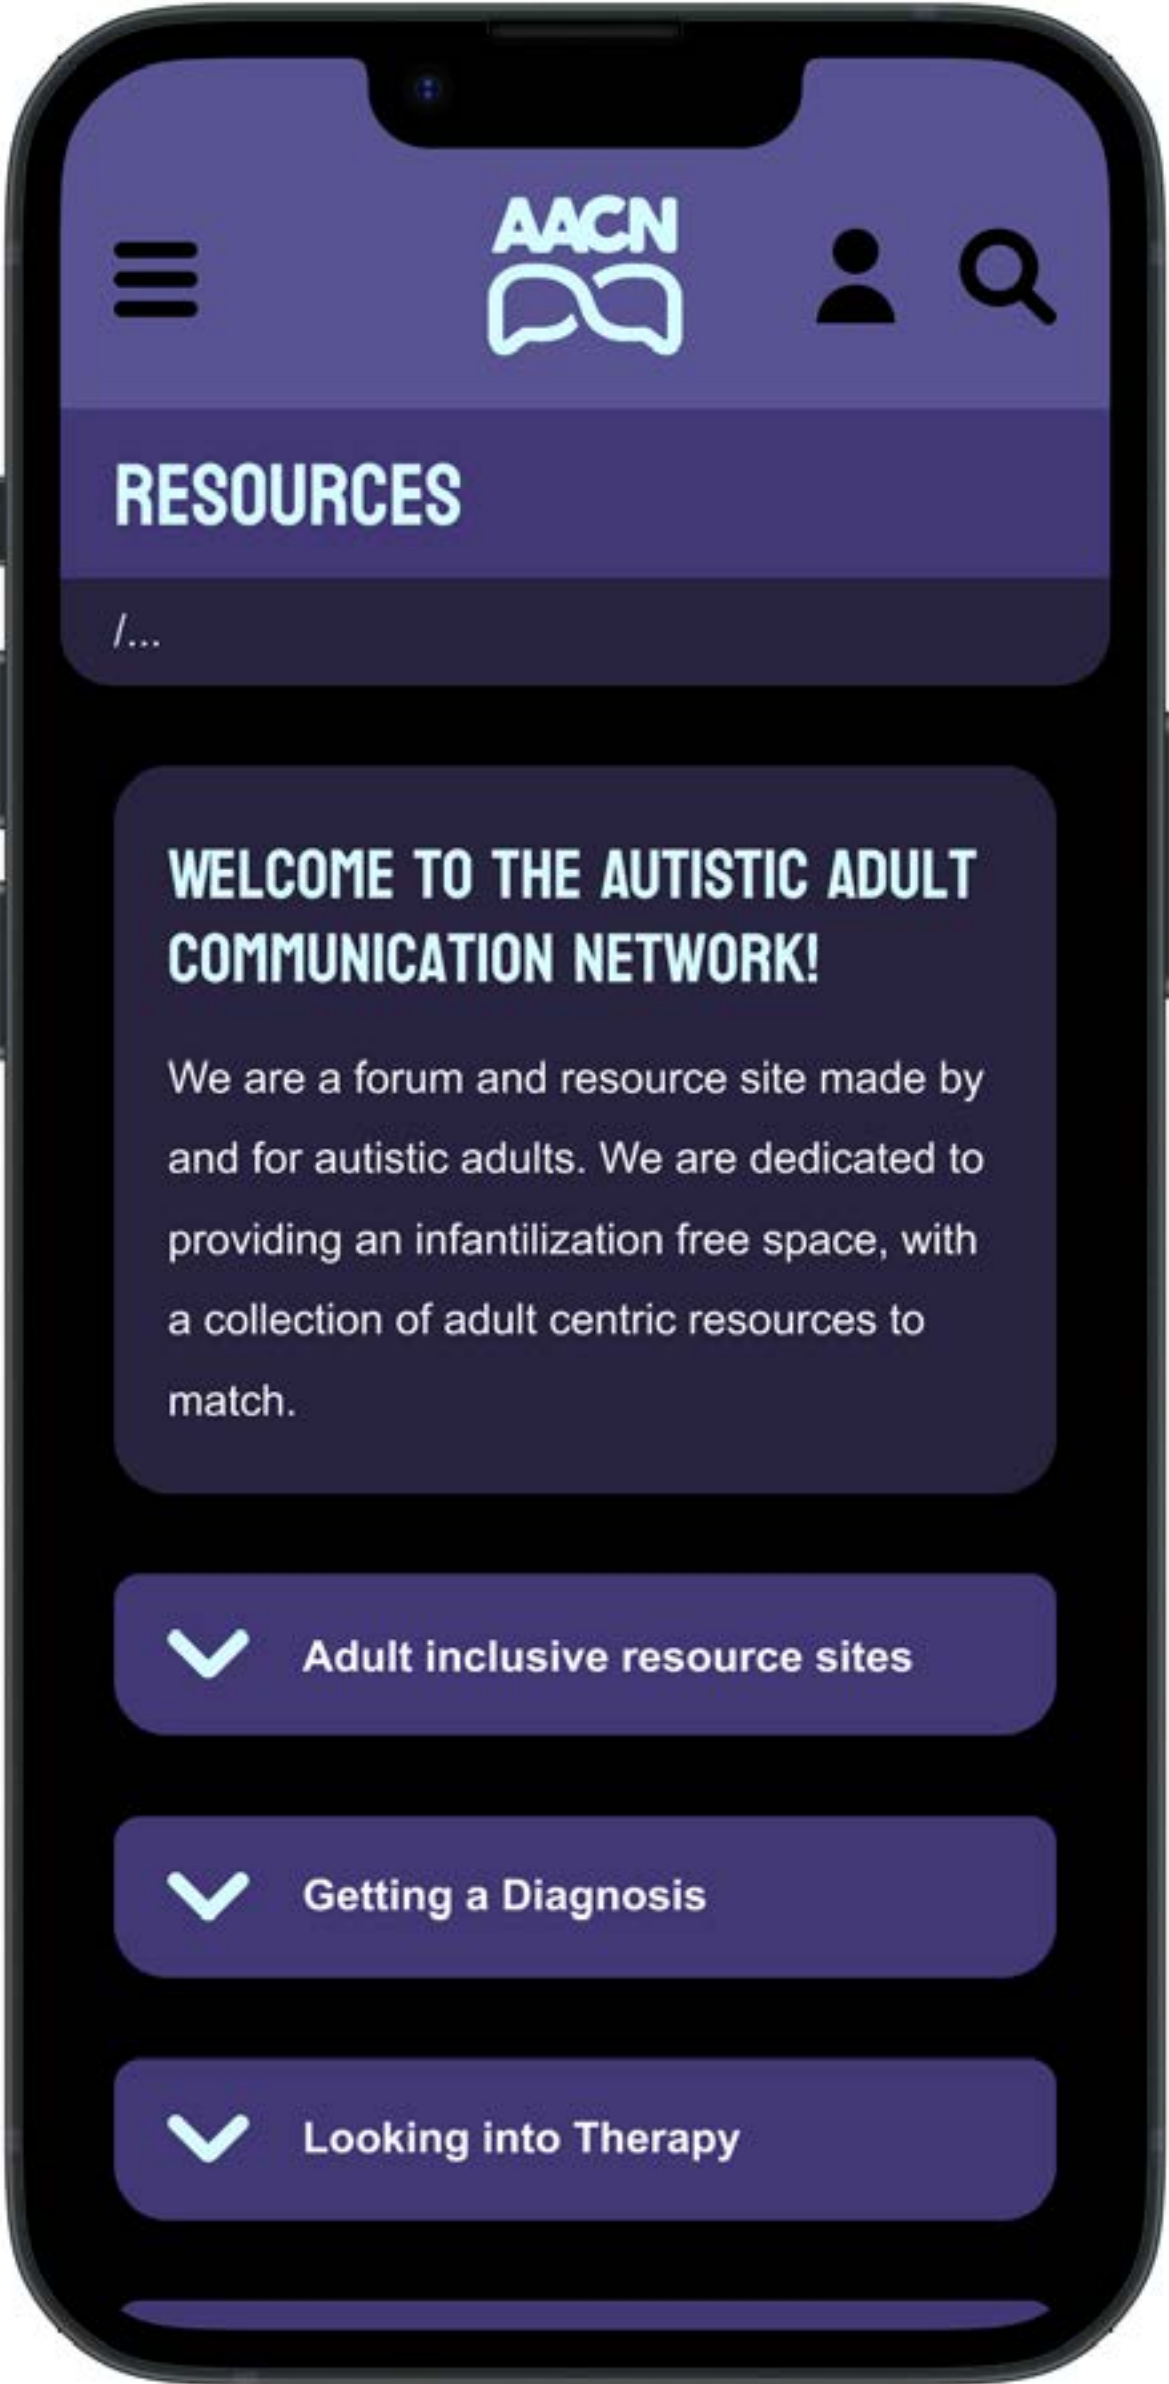 AACN
RESOURCES
/...
WELCOME TO THE AUTISTIC ADULT
COMMUNICATION NETWORK!
We are a forum and resource site made by
and for autistic adults. We are dedicated to
providing an infantilization free space, with
a collection of adult centric resources to
match.
Adult inclusive resource sites
Getting a Diagnosis
Looking into Therapy